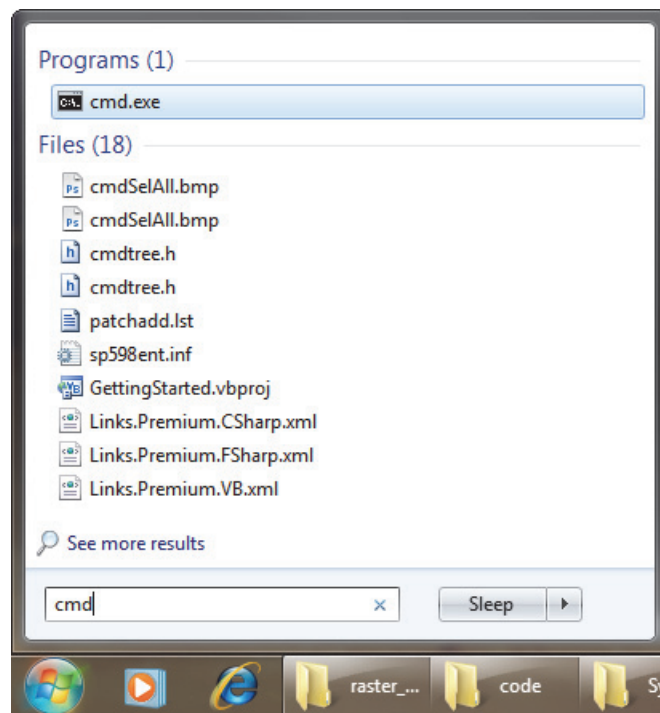 Programs (1)
cmd.exe
Files (18)
cmdSelAll.bmp
cmdSelAll.bmp
cmdtree.h
cmdtree.h
patchadd.lst
sp598ent.inf
GettingStarted.vbproj
Links.Premium.CSharp.xml
Links.Premium.FSharp.xml
Links.Premium.VB.xml
See more results
cmd
Sleep
raster_...
code
Sy